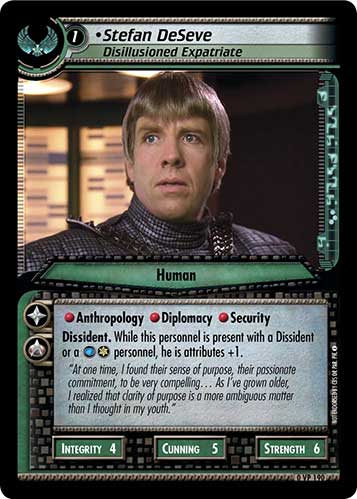 1
•Stefan DeSeve
Disillusioned Expatriate
Human
Anthropology Diplomacy Security
Dissident. While this personnel is present with a Dissident
or a personnel, he is attributes +1.
"At one time, I found their sense of purpose, their passionate
commitment, to be very compelling... As I've grown older,
I realized that clarity of purpose is a more ambiguous matter
than I thought in my youth."
INTEGRITY 4 CUNNING 5 STRENGTH 6
0 VP 190